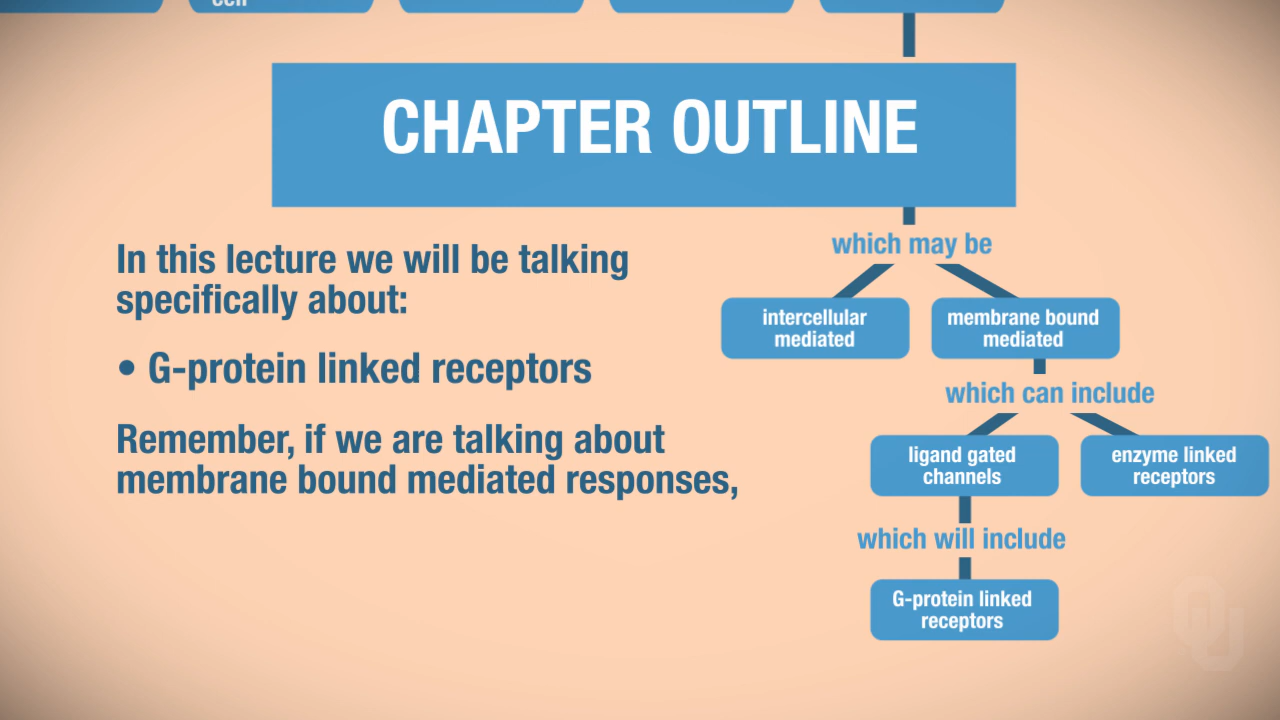 cell
CHAPTER OUTLINE
In this lecture we will be talking
specifically about:
• G-protein linked receptors
Remember, if we are talking about
membrane bound mediated responses,
which may be
intercellular
mediated
membrane bound
mediated
which can include
ligand gated
channels
enzyme linked
receptors
which will include
G-protein linked
receptors
OU